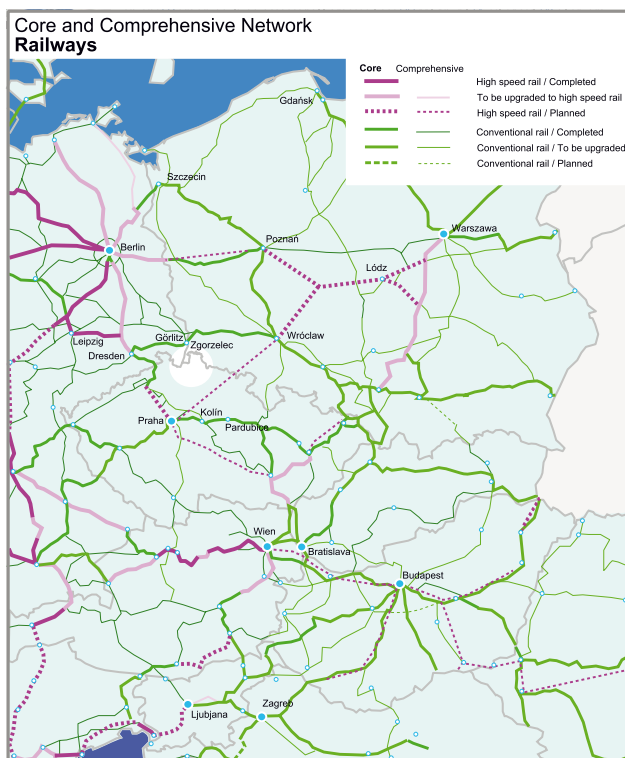 Core and Comprehensive Network
Railways
Core Comprehensive
High speed rail / Completed
To be upgraded to high speed rail
High speed rail / Planned
Conventional rail / Completed
Conventional rail / To be upgraded
Conventional rail / Planned
Gdańsk
Szczecin
Warszawa
Poznań
Berlin
Lódz
Leipzig
Görlitz
Zgorzelec
Wróclaw
Dresden
Kolín
Praha
Pardubice
Wien
Bratislava
Budapest
Zagreb
Ljubjana